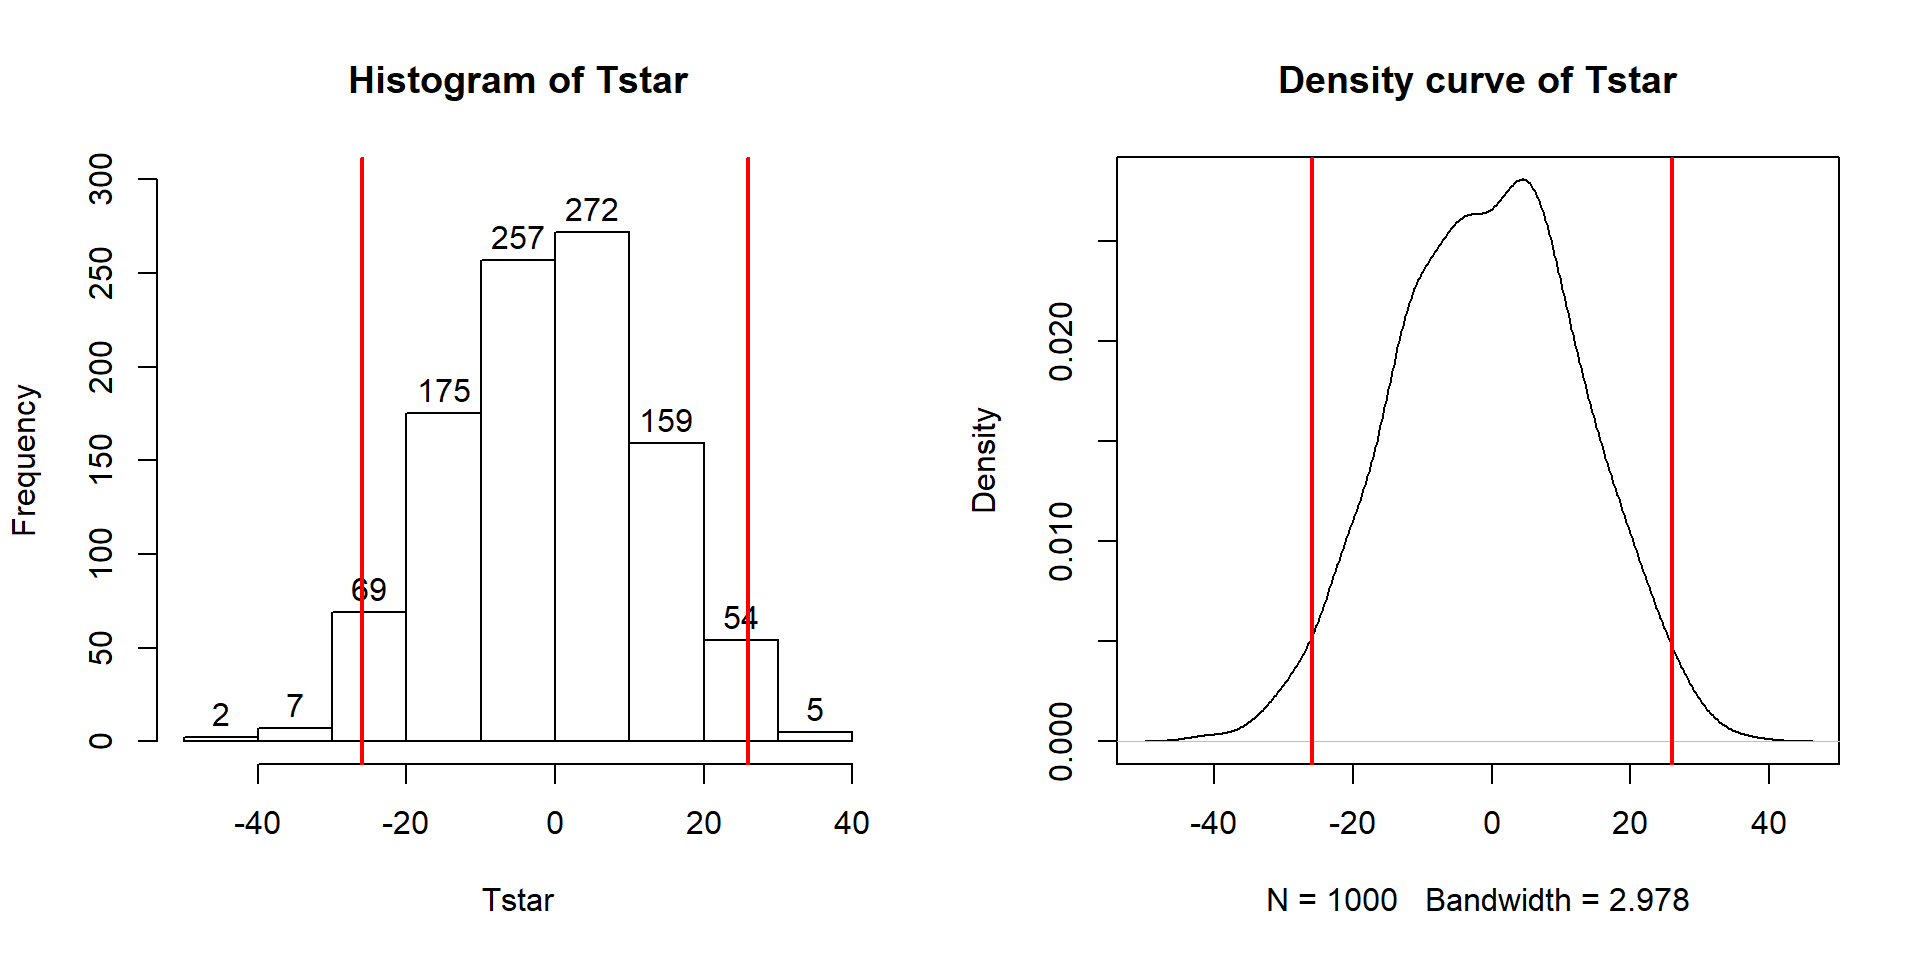 Histogram of Tstar
Frequency
0 50 100 150 200 250 300
2 7 69 175 257 272 159 54 5
-40 -20 0 20 40
Tstar
Density curve of Tstar
Density
0.000 0.010 0.020
-40 -20 0 20 40
N = 1000 Bandwidth = 2.978